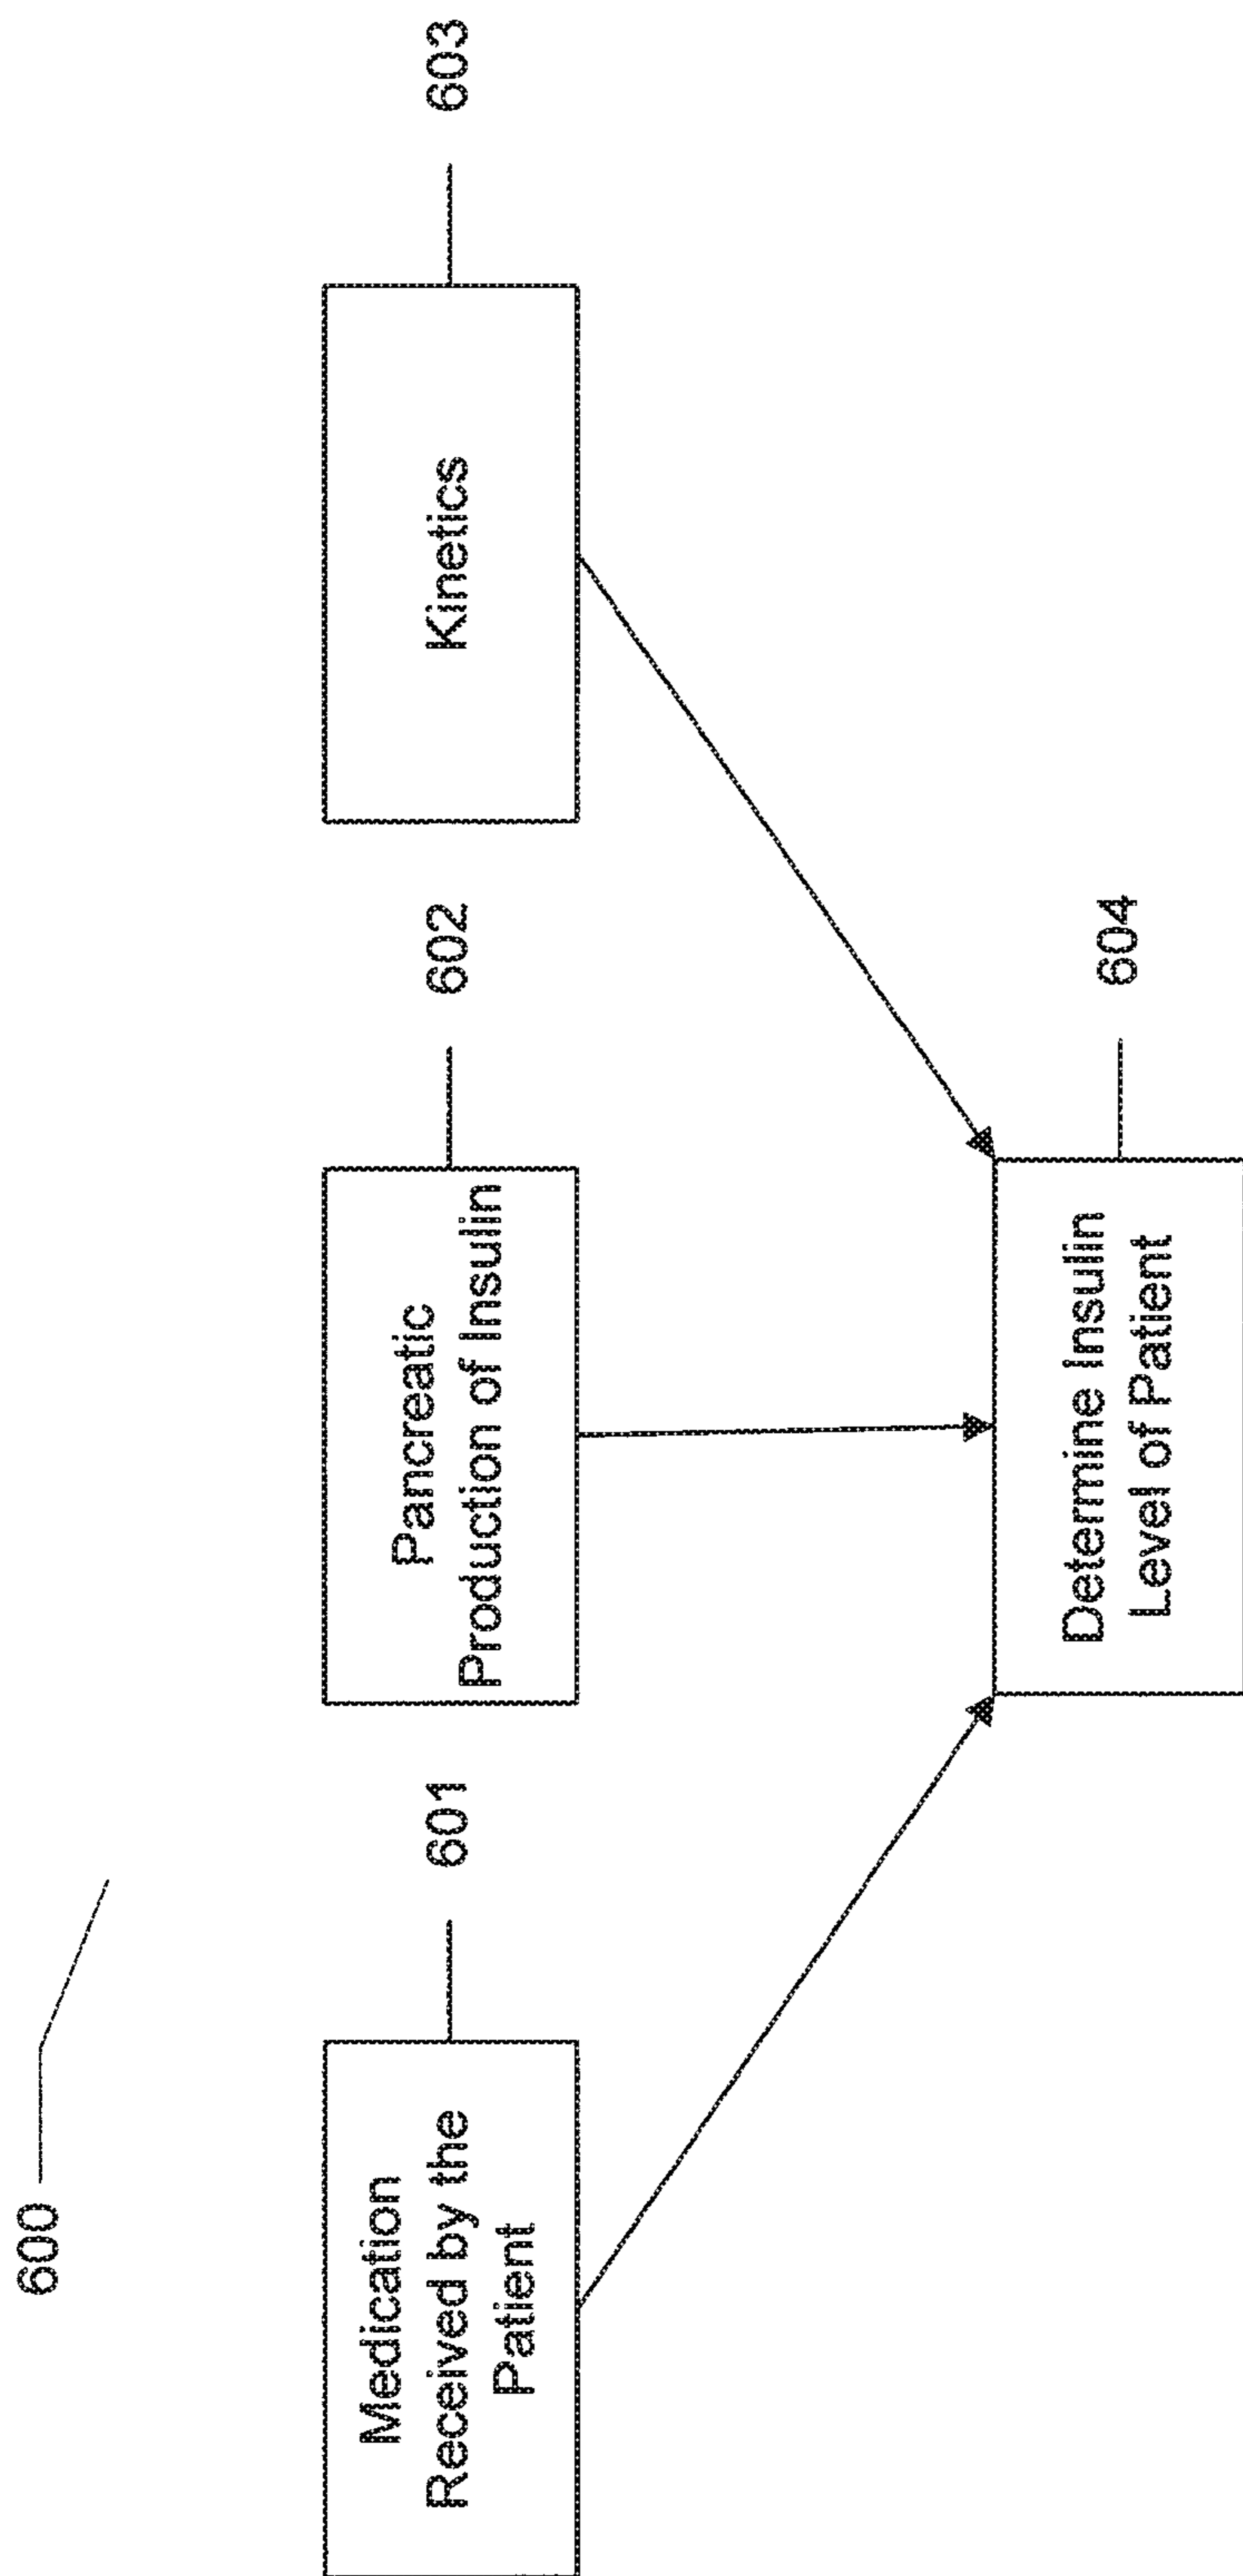 600
Medication
Received by the
Patient
601
Pancreatic
Production of Insulin
602
Kinetics
603
Determine Insulin
Level of Patient
604